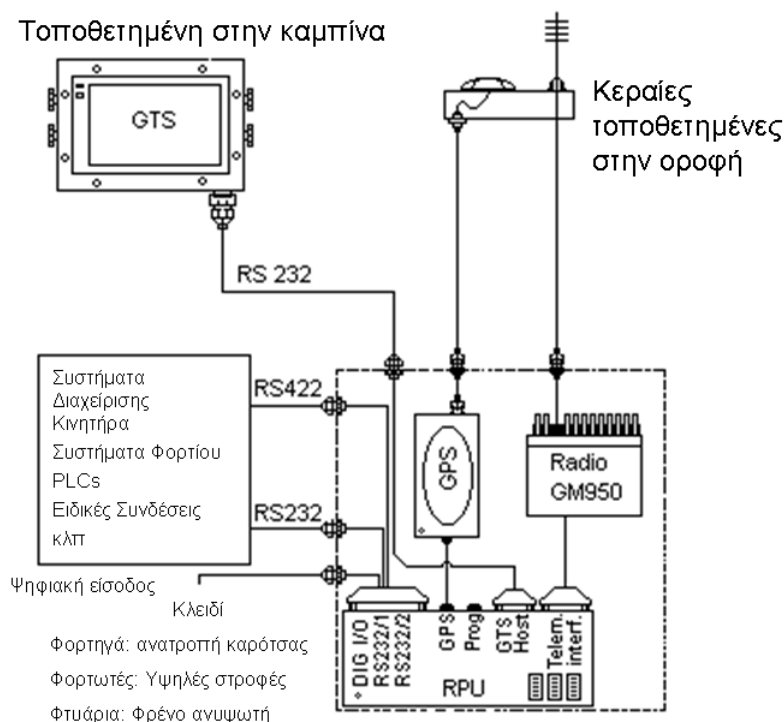 Τοποθετημένη στην καμπίνα
GTS
Κεραίες
τοποθετημένες
στην οροφή
RS 232
Συστήματα
Διαχείρισης
Κινητήρα
Συστήματα Φορτίου
PLCs
Ειδικές Συνδέσεις
κλπ
RS422
RS232
GPS
Radio
GM950
Ψηφιακή είσοδος
Κλειδί
Φορτηγά: ανατροπή καρότσας
Φορτωτές: Υψηλές στροφές
Φτυάρια: Φρένο ανυψωτή
DIG I/O
RS232/1
RS232/2
GPS
Prog
GTS
Host
Telem.
interf.
RPU